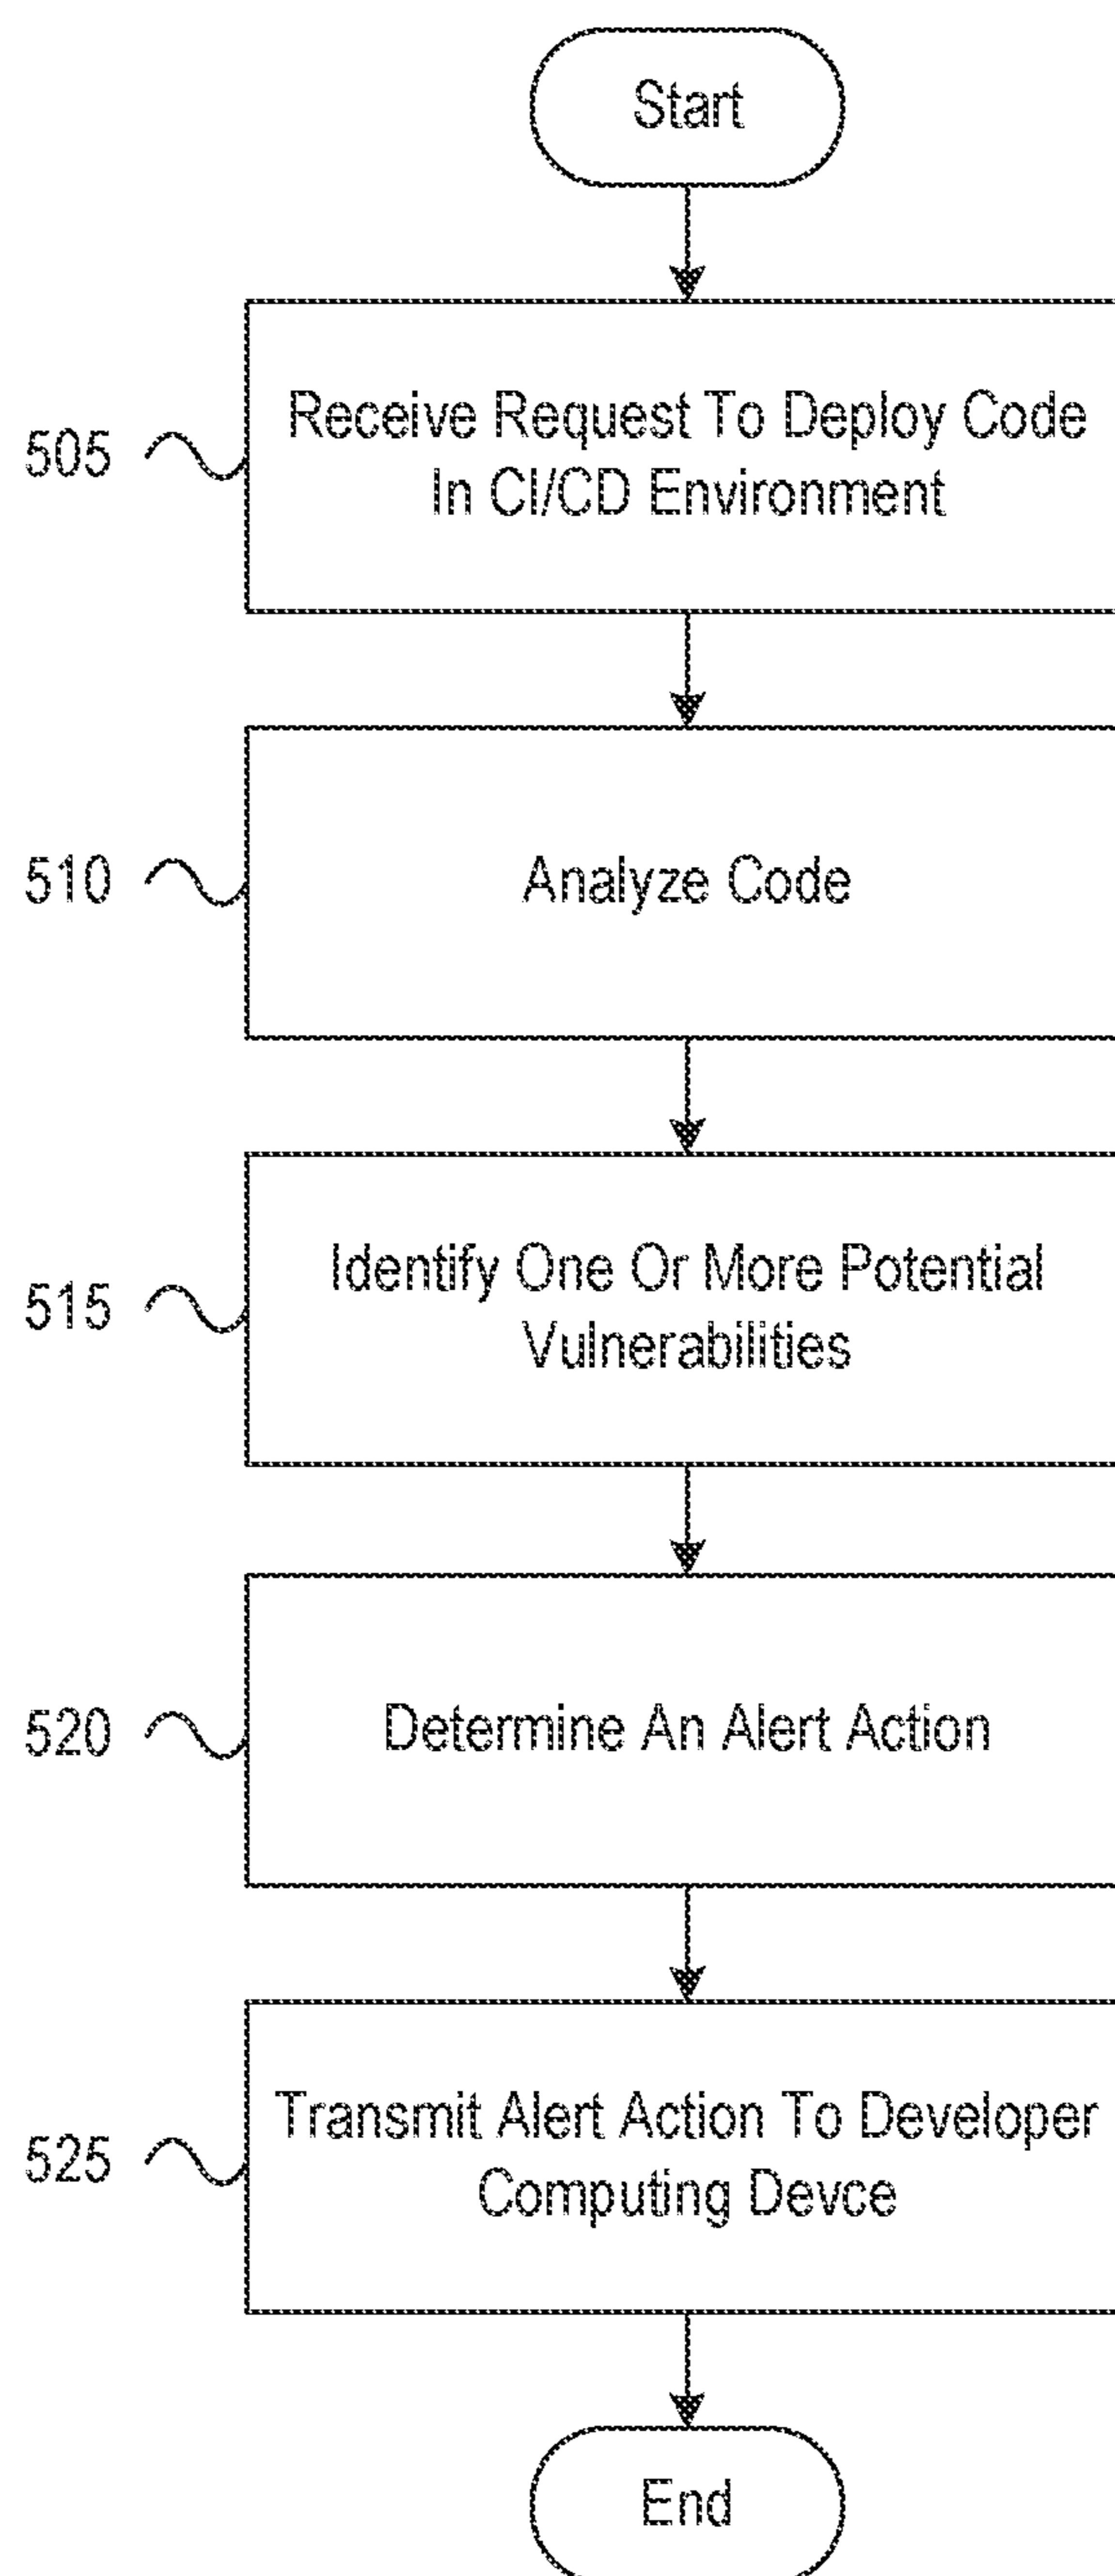 Start
505
Receive Request To Deploy Code
In CI/CD Environment
510
Analyze Code
515
Identify One Or More Potential
Vulnerabilities
520
Determine An Alert Action
525
Transmit Alert Action To Developer
Computing Devce
End